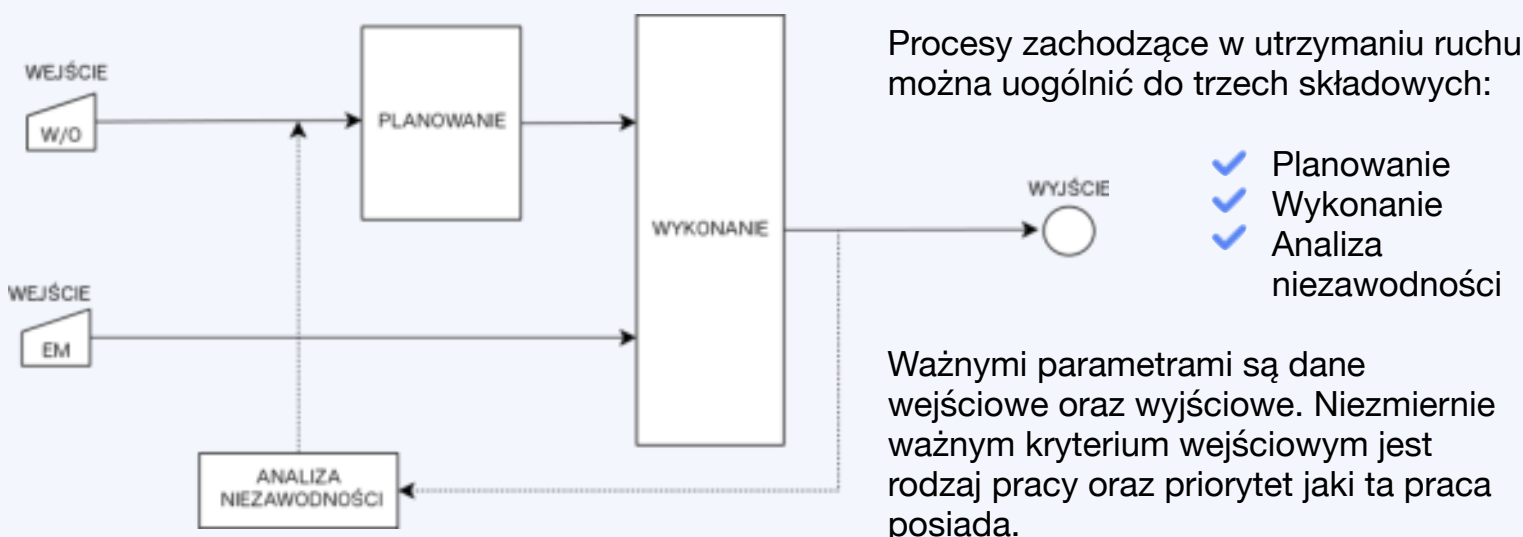 WEJŚCIE
W/O
PLANOWANIE
WEJŚCIE
EM
WYKONANIE
WYJŚCIE
ANALIZA
NIEZAWODNOŚCI
Procesy zachodzące w utrzymaniu ruchu
można uogólnić do trzech składowych:
Planowanie
Wykonanie
Analiza
niezawodności
Ważnymi parametrami są dane
wejściowe oraz wyjściowe. Niezmiernie
ważnym kryterium wejściowym jest
rodzaj pracy oraz priorytet jaki ta praca
posiada.